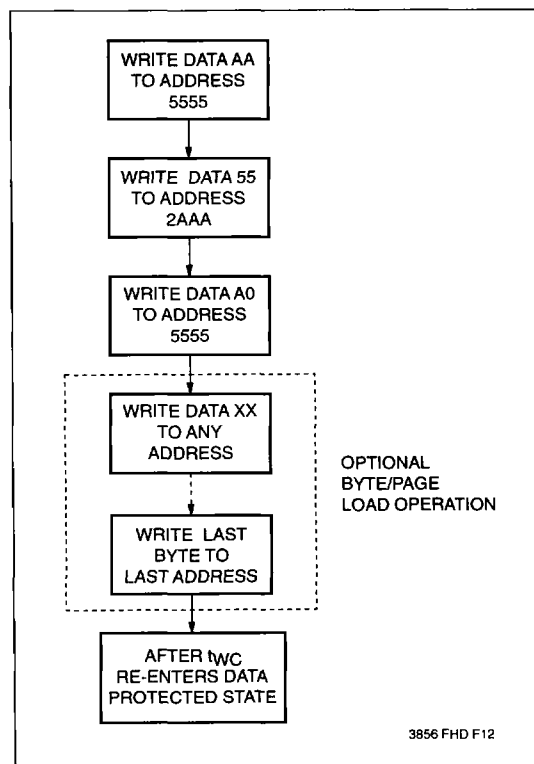 WRITE DATA AA
TO ADDRESS
5555
WRITE DATA 55
TO ADDRESS
2AAA
WRITE DATA A0
TO ADDRESS
5555
WRITE DATA XX
TO ANY
ADDRESS
OPTIONAL
BYTE/PAGE
LOAD OPERATION
WRITE LAST
BYTE TO
LAST ADDRESS
AFTER tWC
RE-ENTERS DATA
PROTECTED STATE
3856 FHD F12